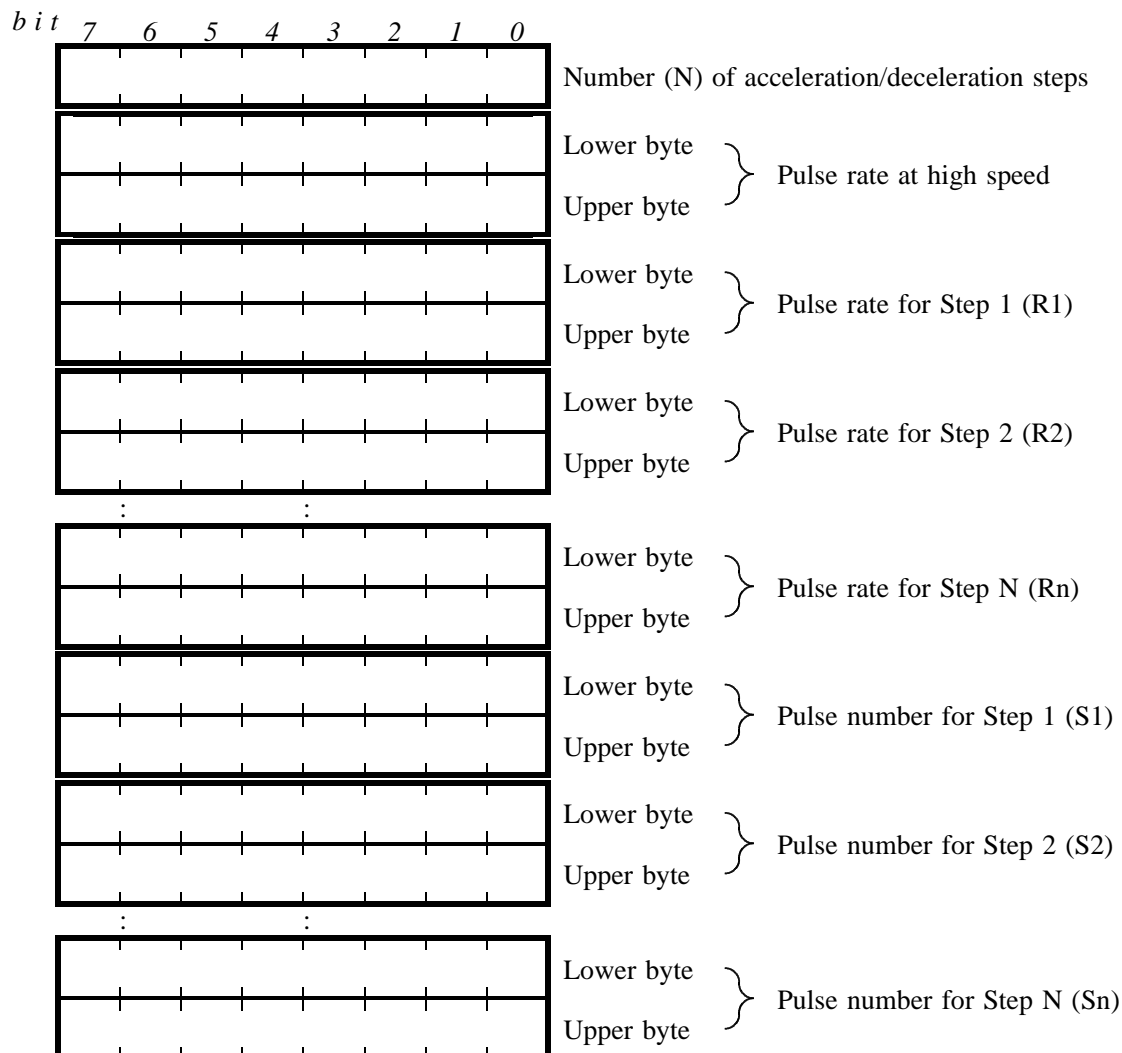 bit 7 6 5 4 3 2 1 0
Number (N) of acceleration/deceleration steps
Lower byte
Pulse rate at high speed
Upper byte
Lower byte
Pulse rate for Step 1 (R1)
Upper byte
Lower byte
Pulse rate for Step 2 (R2)
Upper byte
: :
Lower byte
Pulse rate for Step N (Rn)
Upper byte
Lower byte
Pulse number for Step 1 (S1)
Upper byte
Lower byte
Pulse number for Step 2 (S2)
Upper byte
: :
Lower byte
Pulse number for Step N (Sn)
Upper byte